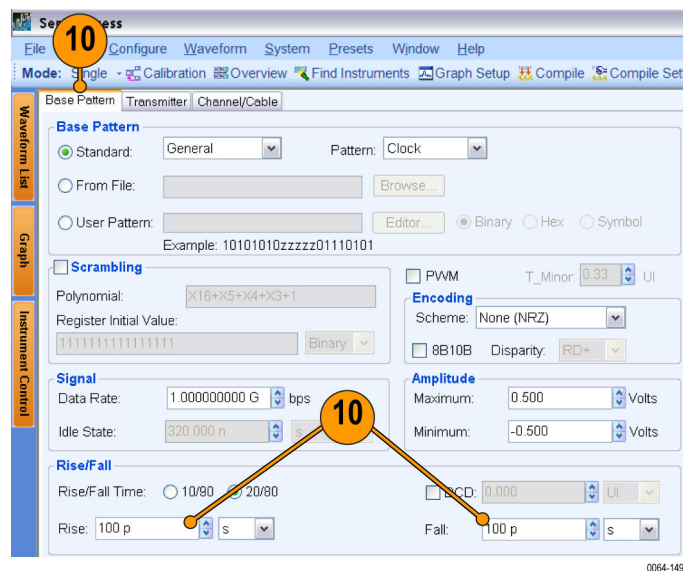 Ser ess
File Configure Waveform System Presets Window Help
Mode: Single Calibration Overview Find Instruments Graph Setup Compile Compile Set
10
Base Pattern Transmitter Channel/Cable
Waveform List
Graph
Instrument Control
Base Pattern
Standard: General Pattern: Clock
From File: Browse...
User Pattern: Editor... Binary Hex Symbol
Example: 10101010zzzzz01110101
Scrambling
Polynomial: X16+X5+X4+X3+1
Register Initial Value:
1111111111111111 Binary
PWM T_Minor: 0.33 UI
Encoding
Scheme: None (NRZ)
8B10B Disparity: RD+
Signal
Data Rate: 1.000000000 G bps
Idle State: 320.000 n s
10
Amplitude
Maximum: 0.500 Volts
Minimum: -0.500 Volts
Rise/Fall
Rise/Fall Time: 10/90 20/80
DCD: 0.000 UI
Rise: 100 p s
Fall: 100 p s
0064-149